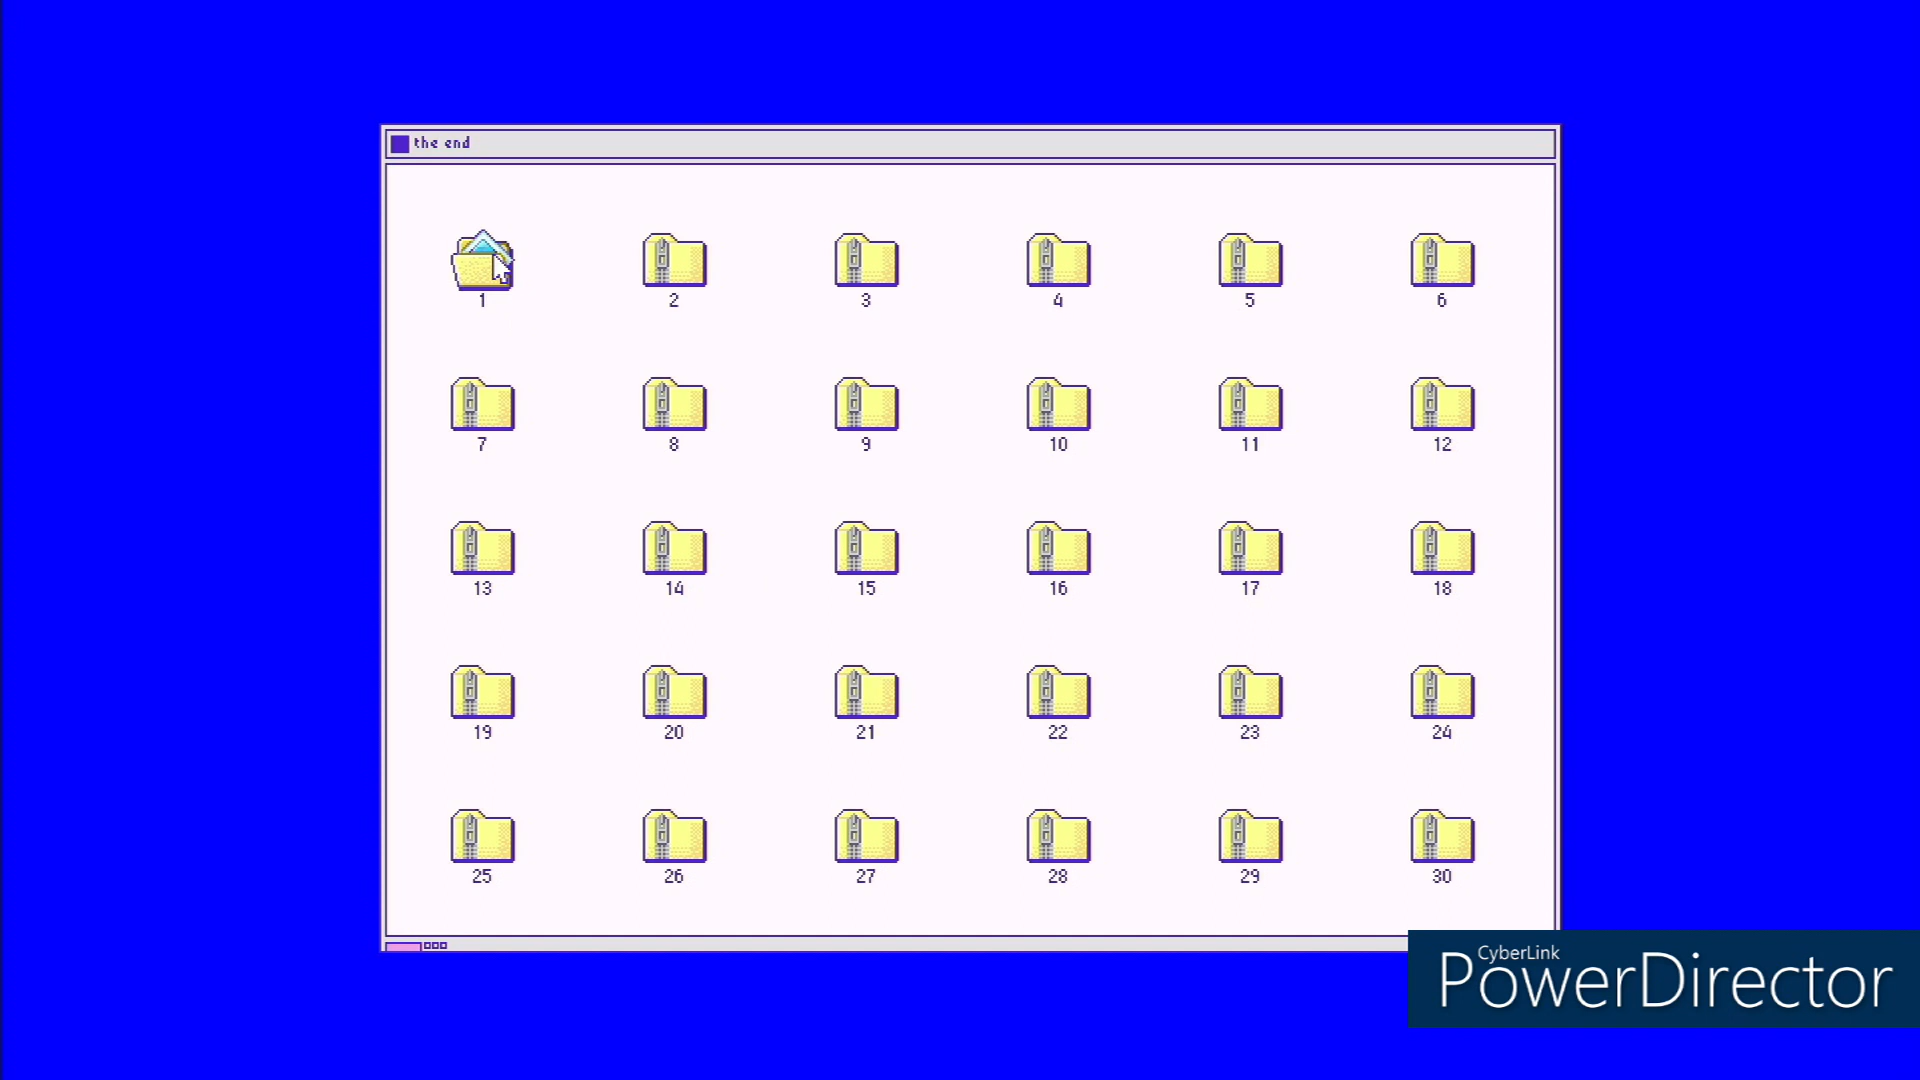 the end
1 2 3 4 5 6
7 8 9 10 11 12
13 14 15 16 17 18
19 20 21 22 23 24
25 26 27 28 29 30
CyberLink
PowerDirector